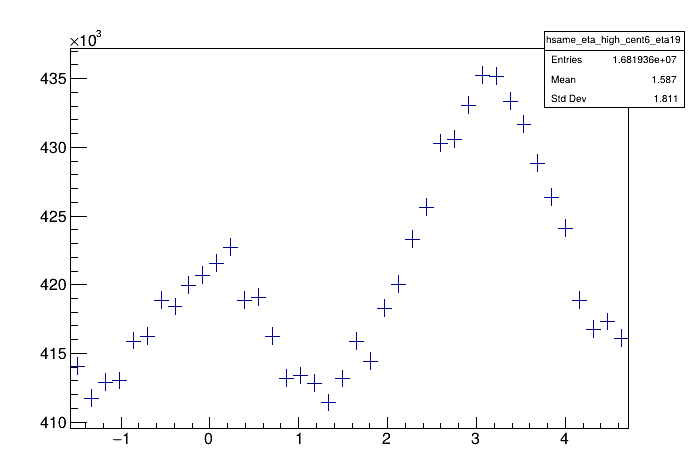 ×10³
hsame_eta_high_cent6_eta19
Entries 1.681936e+07
Mean 1.587
Std Dev 1.811
435
430
425
420
415
410
−1 0 1 2 3 4